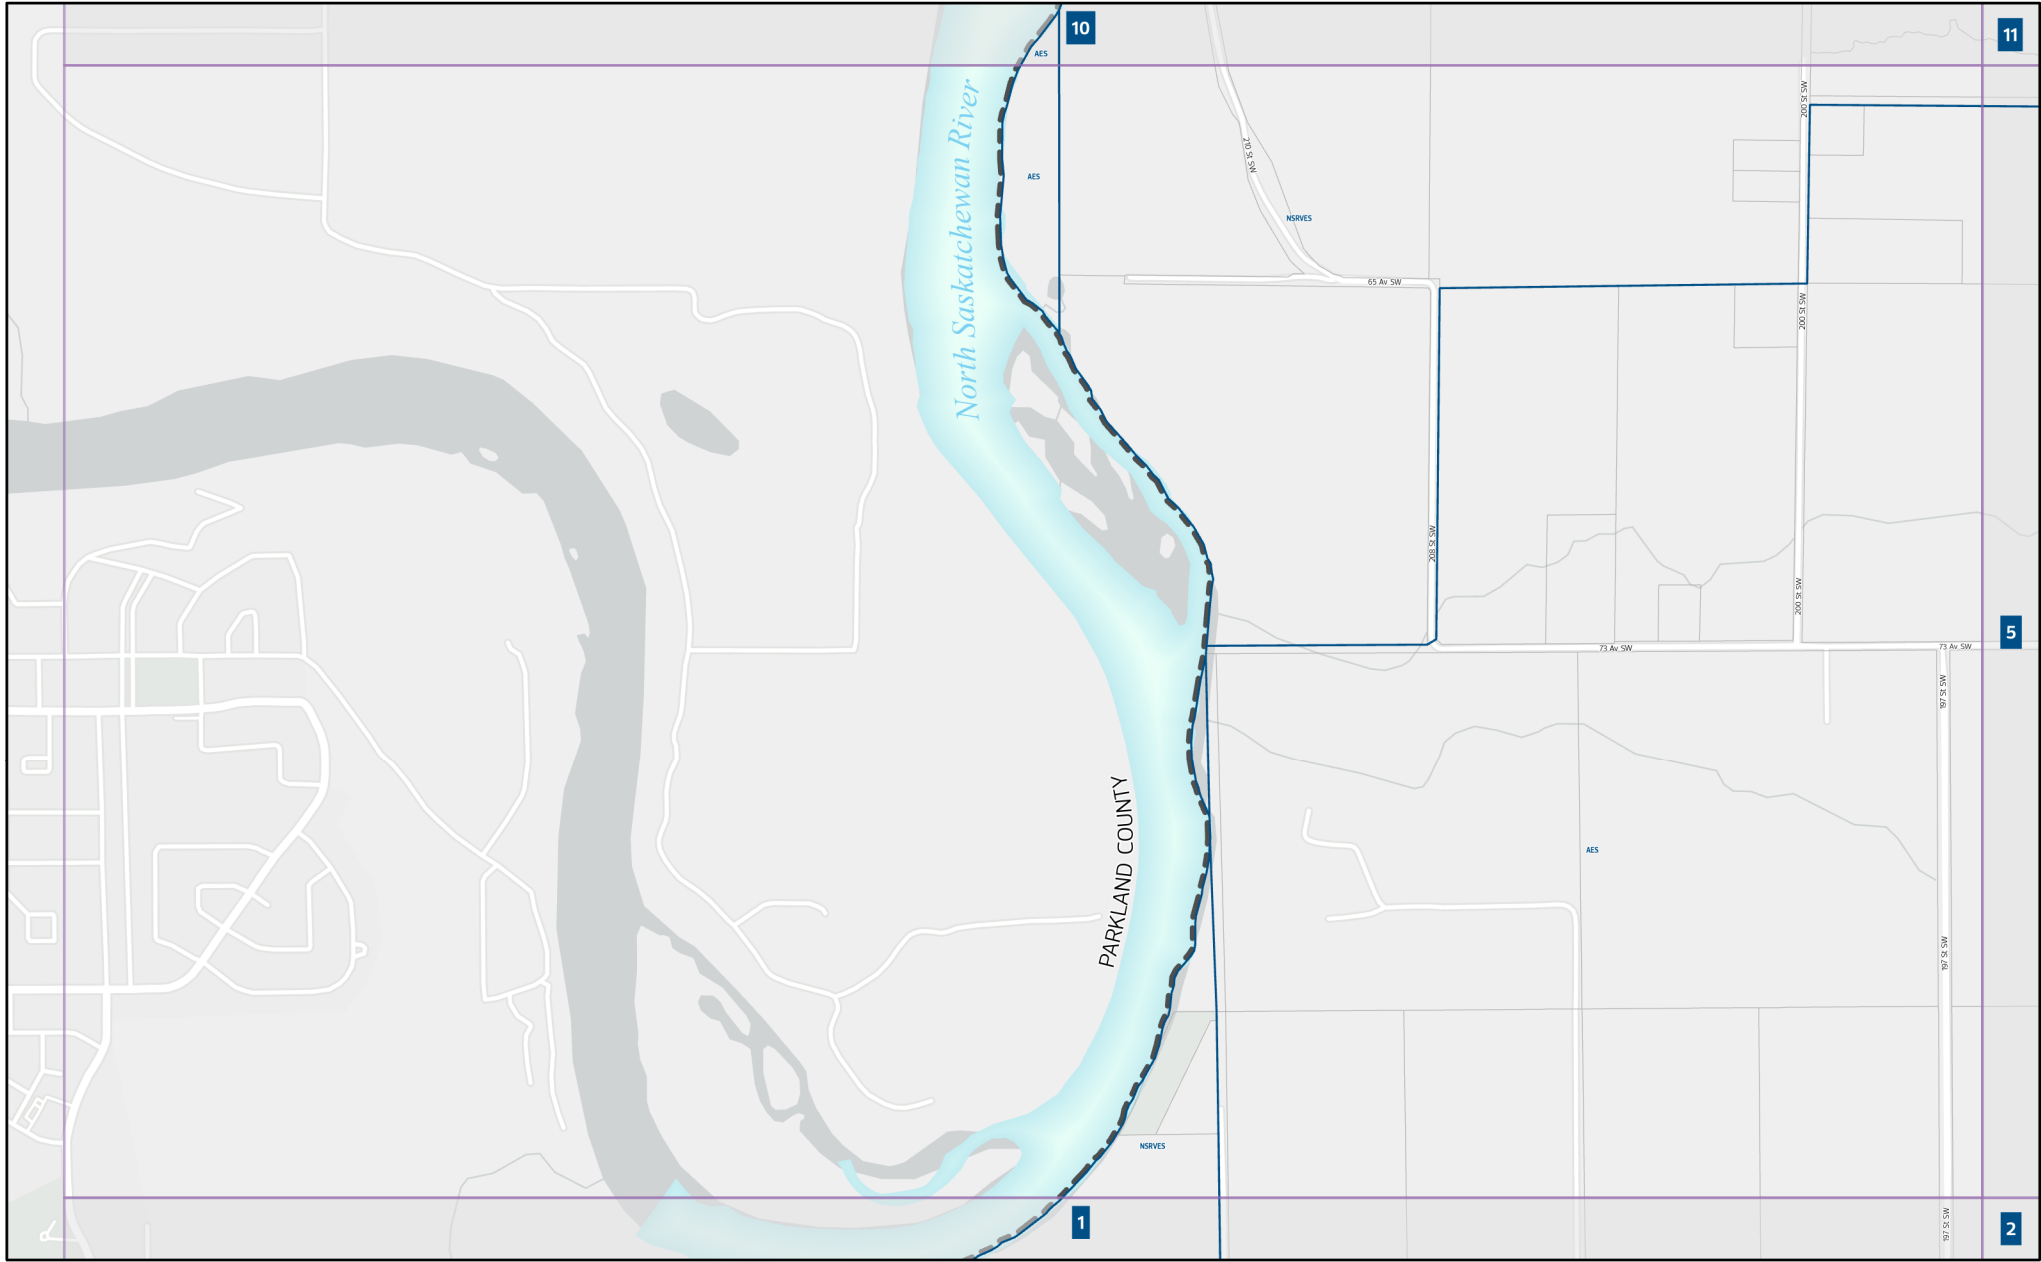 10
11
AES
200 St SW
North Saskatchewan River
210 St SW
AES
NSRVES
65 Av SW
200 St SW
208 St SW
200 St SW
5
73 Av SW
73 Av SW
197 St SW
PARKLAND COUNTY
AES
197 St SW
NSRVES
1
197 St SW
2